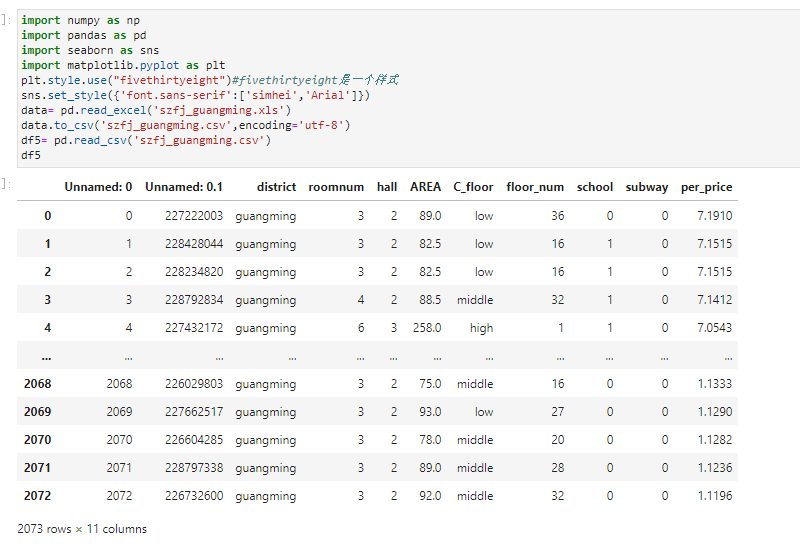 ]:
import numpy as np
import pandas as pd
import seaborn as sns
import matplotlib.pyplot as plt
plt.style.use("fivethirtyeight")#fivethirtyeight是一个样式
sns.set_style({'font.sans-serif':['simhei','Arial']})
data= pd.read_excel('szfj_guangming.xls')
data.to_csv('szfj_guangming.csv',encoding='utf-8')
df5= pd.read_csv('szfj_guangming.csv')
df5
]:
Unnamed: 0 Unnamed: 0.1 district roomnum hall AREA C_floor floor_num school subway per_price
0 0 227222003 guangming 3 2 89.0 low 36 0 0 7.1910
1 1 228428044 guangming 3 2 82.5 low 16 1 0 7.1515
2 2 228234820 guangming 3 2 82.5 low 16 1 0 7.1515
3 3 228792834 guangming 4 2 88.5 middle 32 1 0 7.1412
4 4 227432172 guangming 6 3 258.0 high 1 1 0 7.0543
... ... ... ... ... ... ... ... ... ... ... ...
2068 2068 226029803 guangming 3 2 75.0 middle 16 0 0 1.1333
2069 2069 227662517 guangming 3 2 93.0 low 27 0 0 1.1290
2070 2070 226604285 guangming 3 2 78.0 middle 20 0 0 1.1282
2071 2071 228797338 guangming 3 2 89.0 middle 28 0 0 1.1236
2072 2072 226732600 guangming 3 2 92.0 middle 32 0 0 1.1196
2073 rows × 11 columns